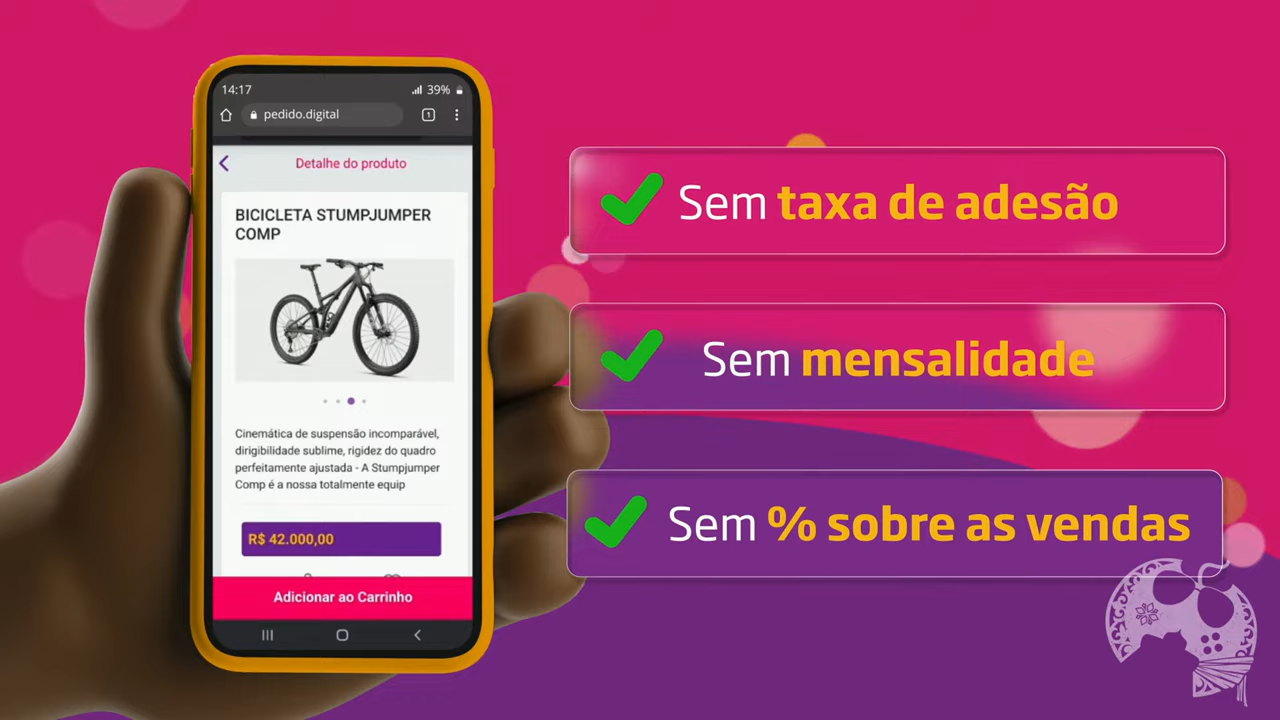 14:17
39%
pedido.digital
1
Detalhe do produto
BICICLETA STUMPJUMPER
COMP
Cinemática de suspensão incomparável,
dirigibilidade sublime, rigidez do quadro
perfeitamente ajustada - A Stumpjumper
Comp é a nossa totalmente equip
R$ 42.000,00
Adicionar ao Carrinho
Sem taxa de adesão
Sem mensalidade
Sem % sobre as vendas